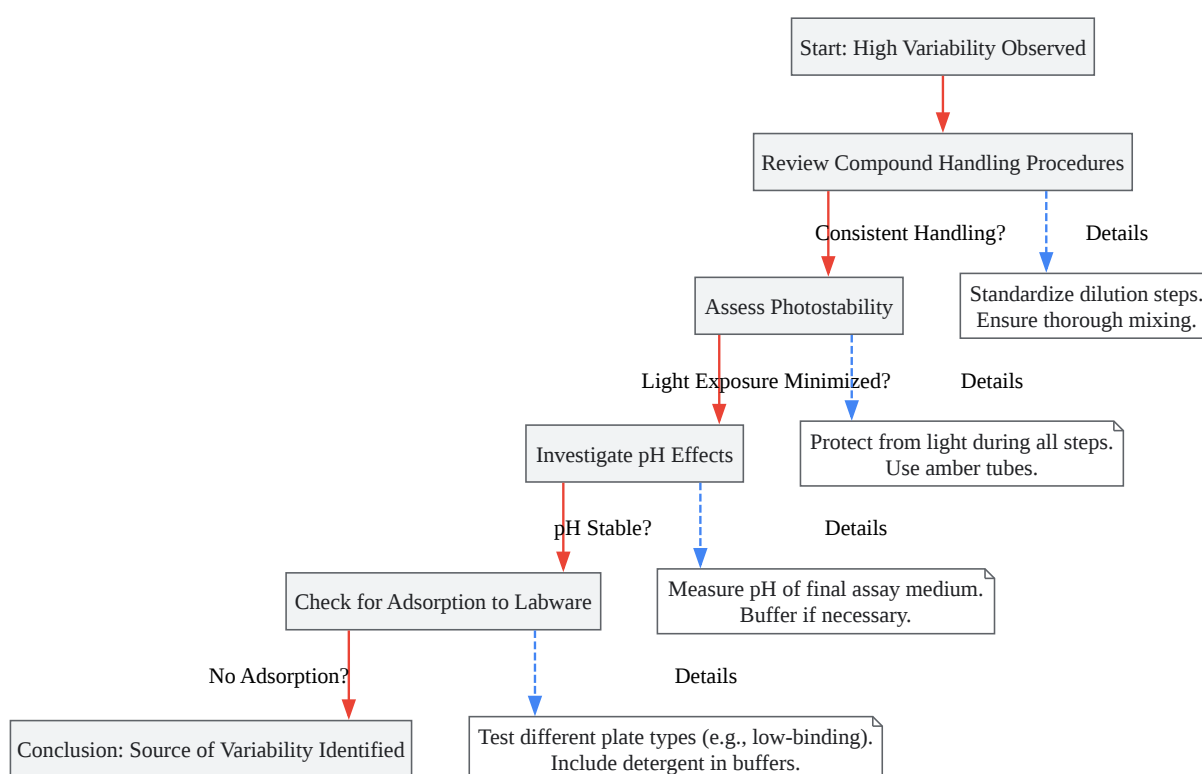 Start: High Variability Observed
Review Compound Handling Procedures
Consistent Handling?
Details
Standardize dilution steps.
Ensure thorough mixing.
Assess Photostability
Light Exposure Minimized?
Details
Protect from light during all steps.
Use amber tubes.
Investigate pH Effects
pH Stable?
Details
Measure pH of final assay medium.
Buffer if necessary.
Check for Adsorption to Labware
No Adsorption?
Details
Test different plate types (e.g., low-binding).
Include detergent in buffers.
Conclusion: Source of Variability Identified